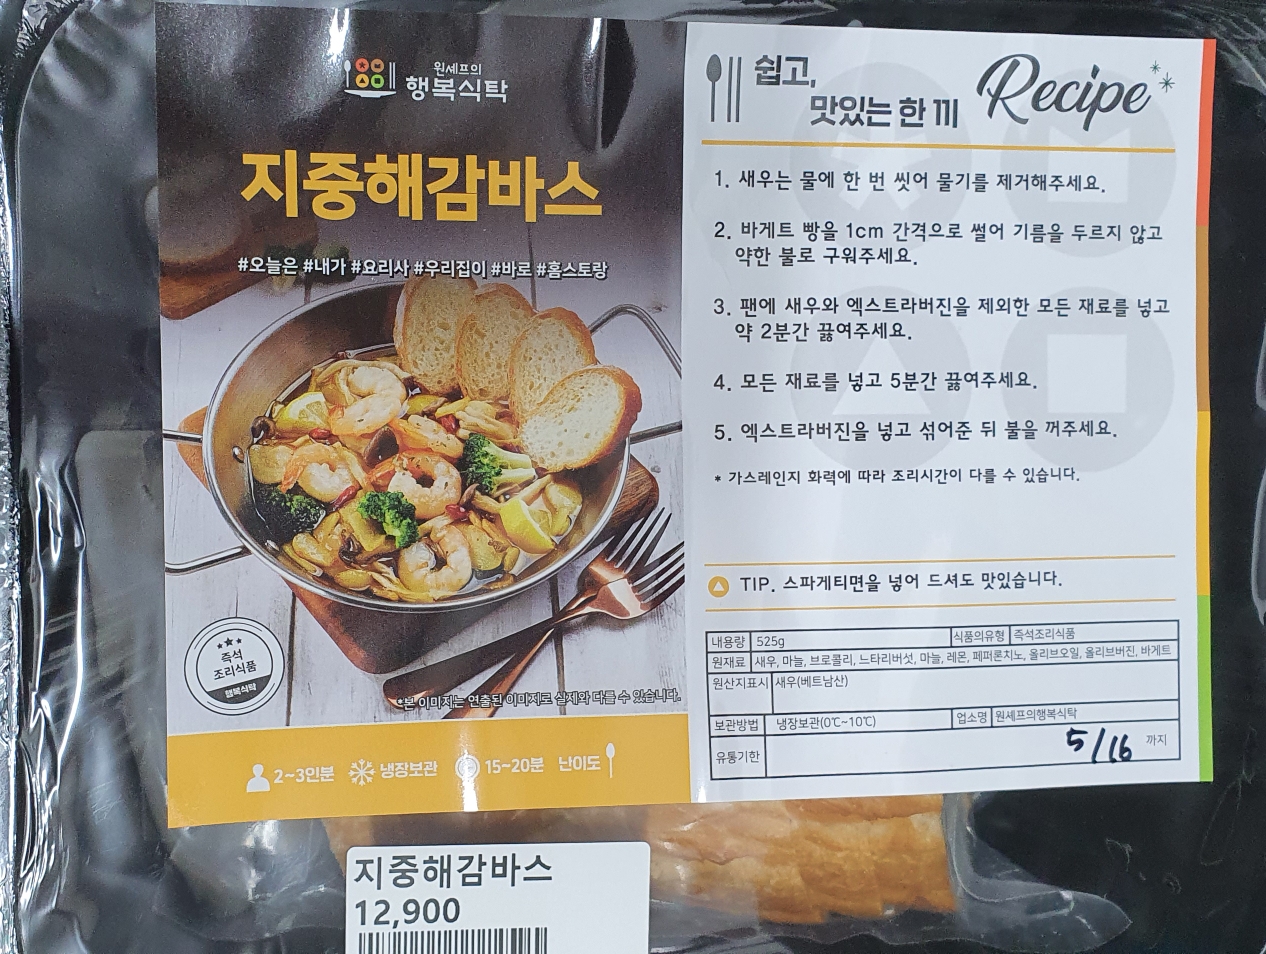 원셰프의
행복식탁
지중해감바스
#오늘은 #내가 #요리사 #우리집이 #바로 #홈스토랑
즉석
조리식품
행복식탁
*본 이미지는 연출된 이미지로 실제와 다를 수 있습니다.
2~3인분 냉장보관 15~20분 난이도
쉽고,
맛있는 한 끼 Recipe
1. 새우는 물에 한 번 씻어 물기를 제거해주세요.
2. 바게트 빵을 1cm 간격으로 썰어 기름을 두르지 않고
약한 불로 구워주세요.
3. 팬에 새우와 엑스트라버진을 제외한 모든 재료를 넣고
약 2분간 끓여주세요.
4. 모든 재료를 넣고 5분간 끓여주세요.
5. 엑스트라버진을 넣고 섞어준 뒤 불을 꺼주세요.
* 가스레인지 화력에 따라 조리시간이 다를 수 있습니다.
TIP. 스파게티면을 넣어 드셔도 맛있습니다.
내용량 525g 식품의유형 즉석조리식품
원재료 새우, 마늘, 브로콜리, 느타리버섯, 마늘, 레몬, 페퍼론치노, 올리브오일, 올리브버진, 바게트
원산지표시 새우(베트남산)
보관방법 냉장보관(0℃~10℃) 업소명 원셰프의행복식탁
유통기한 5/16 까지
지중해감바스
12,900